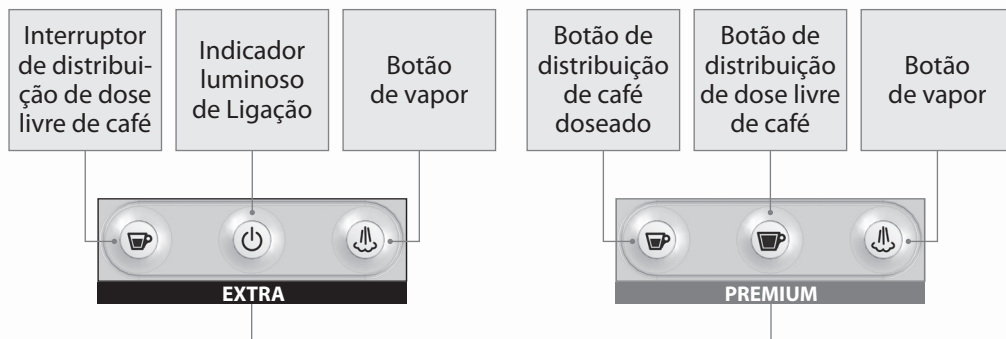 Interruptor
de distribui-
ção de dose
livre de café
Indicador
luminoso
de Ligação
Botão
de vapor
Botão de
distribuição
de café
doseado
Botão de
distribuição
de dose livre
de café
Botão
de vapor
EXTRA
PREMIUM